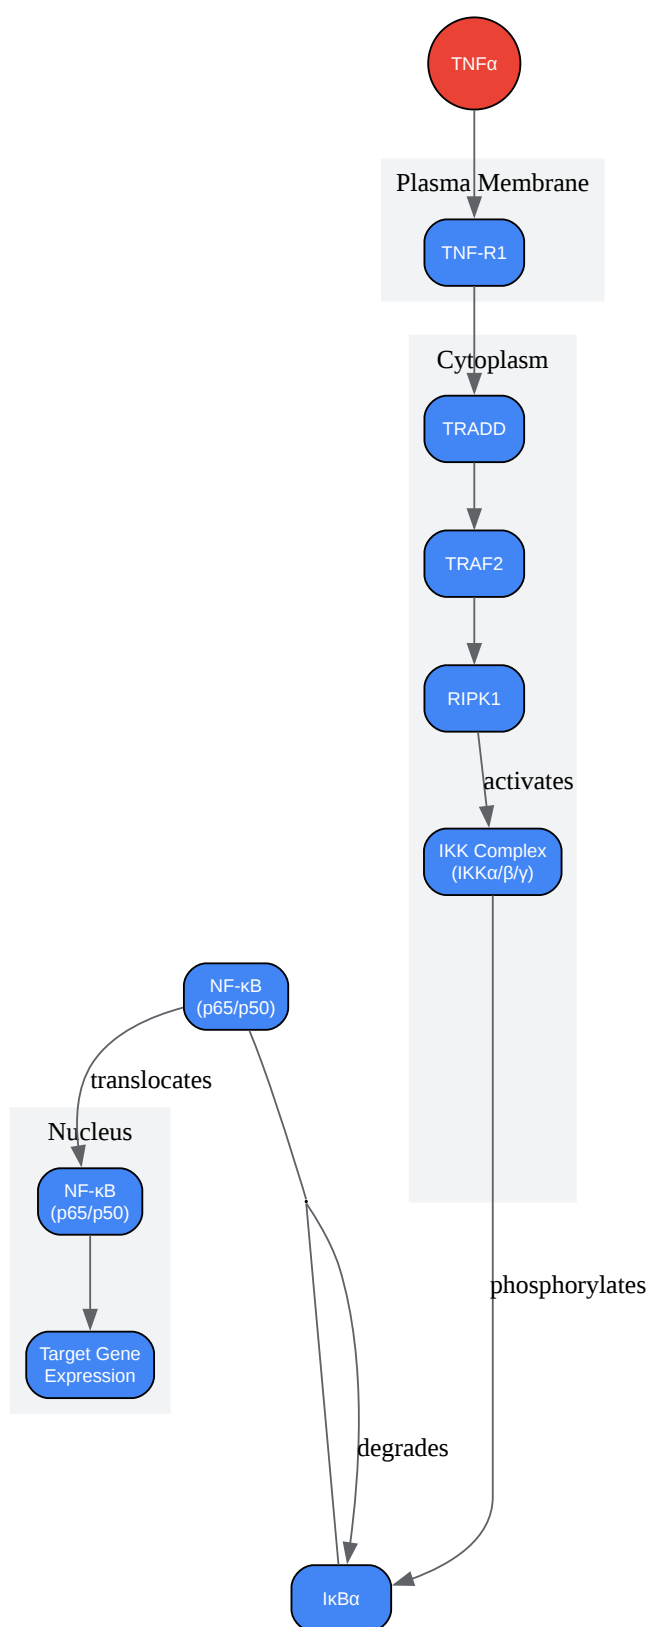 TNFα
Plasma Membrane
TNF-R1
Cytoplasm
TRADD
TRAF2
RIPK1
activates
IKK Complex
(IKKα/β/γ)
NF-κB
(p65/p50)
translocates
Nucleus
NF-κB
(p65/p50)
phosphorylates
Target Gene
Expression
degrades
IκBα